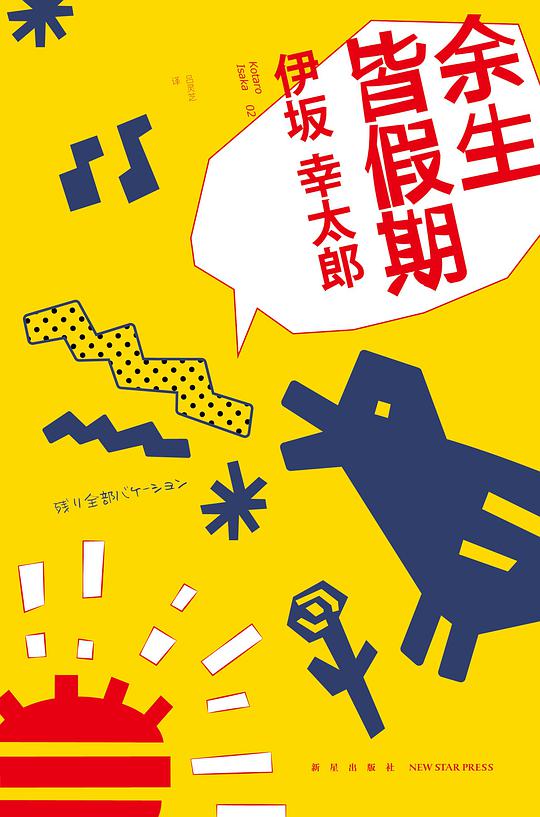 余生
皆假期
伊坂 幸太郎
Kotaro
Isaka 02
译
残り全部バケーション
新星出版社 NEW STAR PRESS